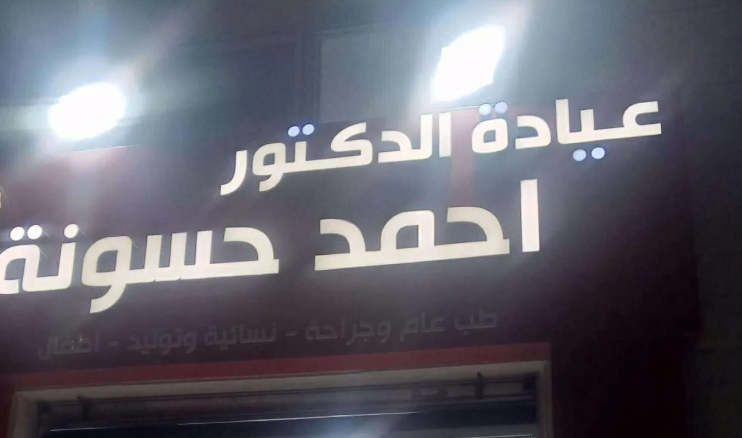 عيادة الدكتور
احمد حسونة
طب عام وجراحة - نسائية وتوليد - اطفال